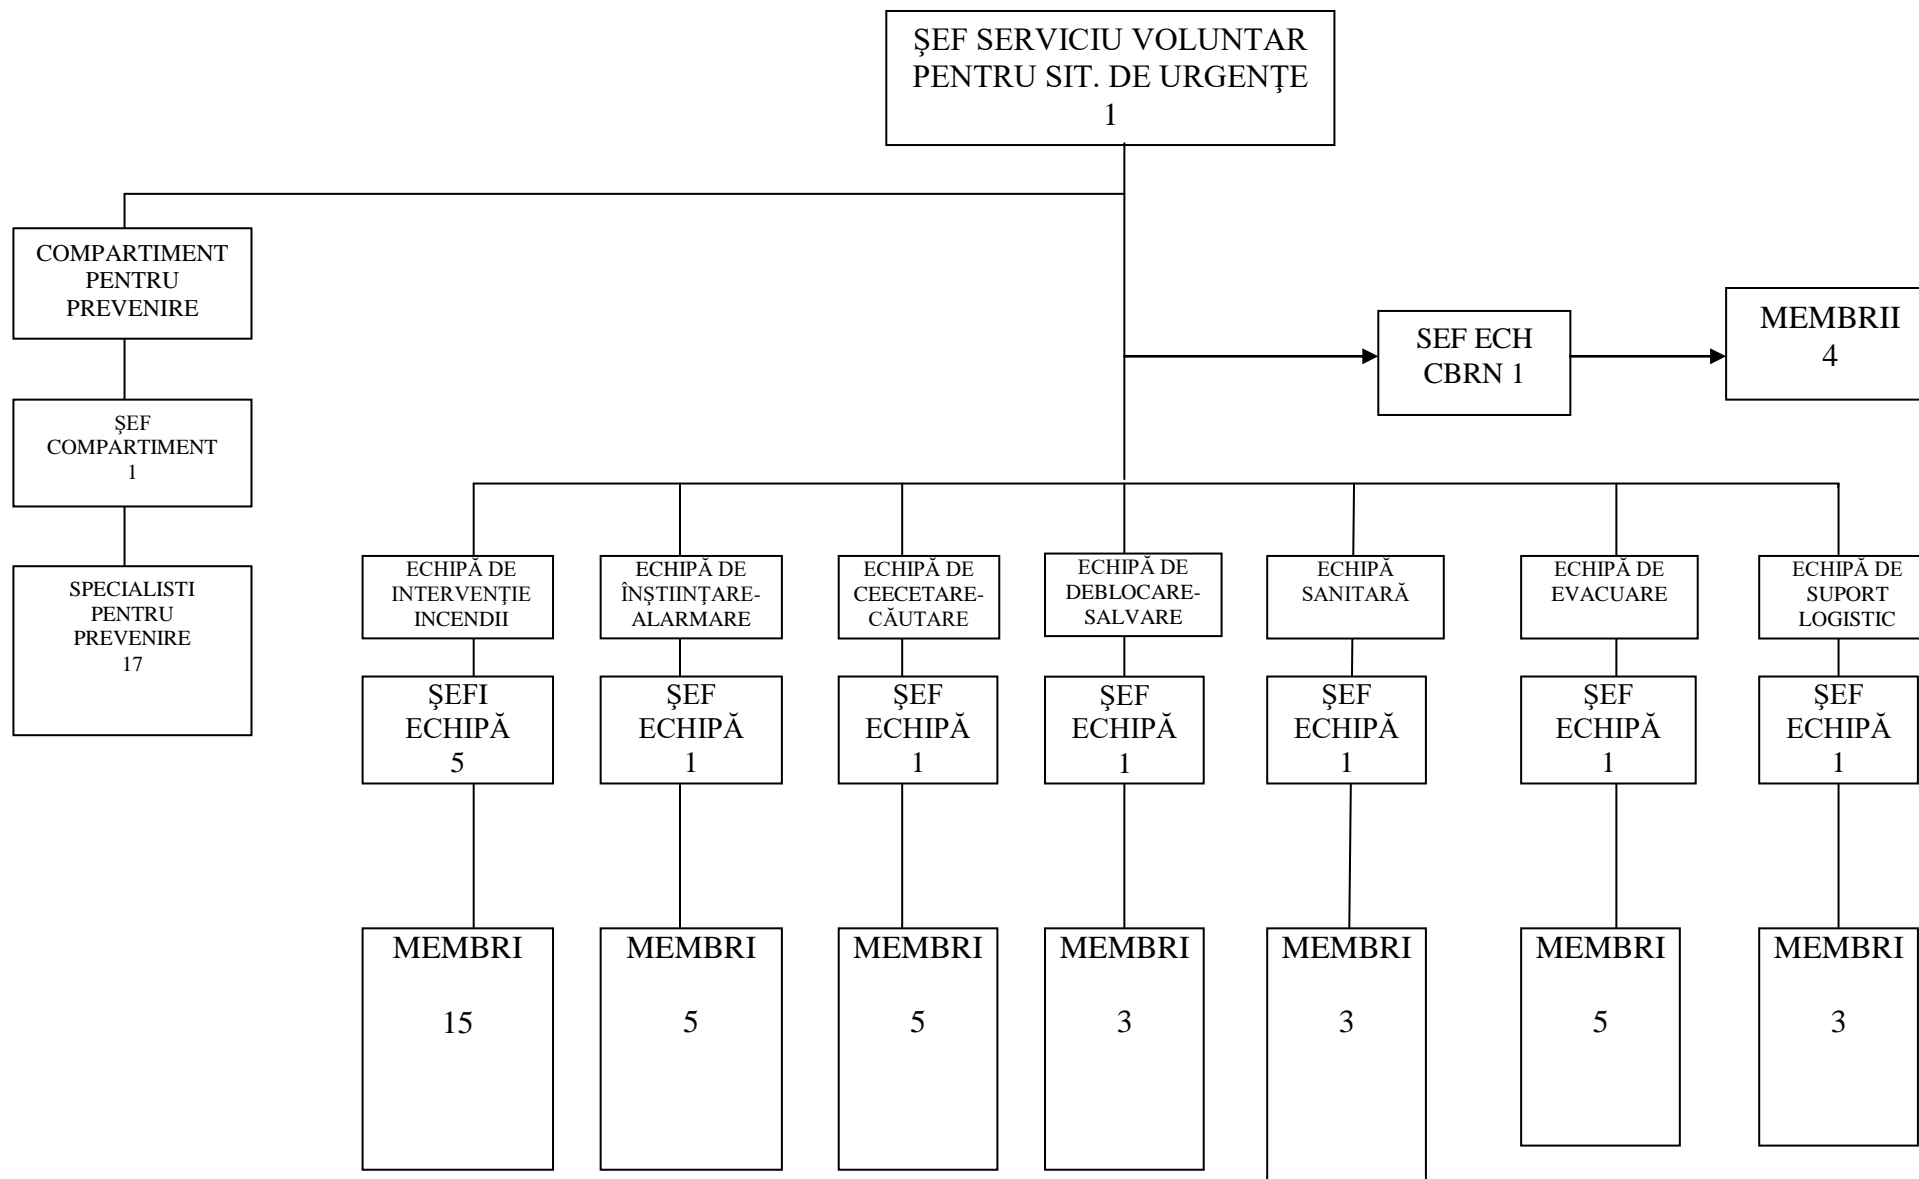 ŞEF SERVICIU VOLUNTAR
PENTRU SIT. DE URGENŢE
1
COMPARTIMENT
PENTRU
PREVENIRE
SEF ECH
CBRN 1
MEMBRII
4
ŞEF
COMPARTIMENT
1
SPECIALISTI
PENTRU
PREVENIRE
17
ECHIPĂ DE
INTERVENŢIE
INCENDII
ECHIPĂ DE
ÎNŞTIINŢARE-
ALARMARE
ECHIPĂ DE
CEECETARE-
CĂUTARE
ECHIPĂ DE
DEBLOCARE-
SALVARE
ECHIPĂ
SANITARĂ
ECHIPĂ DE
EVACUARE
ECHIPĂ DE
SUPORT
LOGISTIC
ŞEFI
ECHIPĂ
5
ŞEF
ECHIPĂ
1
ŞEF
ECHIPĂ
1
ŞEF
ECHIPĂ
1
ŞEF
ECHIPĂ
1
ŞEF
ECHIPĂ
1
ŞEF
ECHIPĂ
1
MEMBRI
15
MEMBRI
5
MEMBRI
5
MEMBRI
3
MEMBRI
3
MEMBRI
5
MEMBRI
3